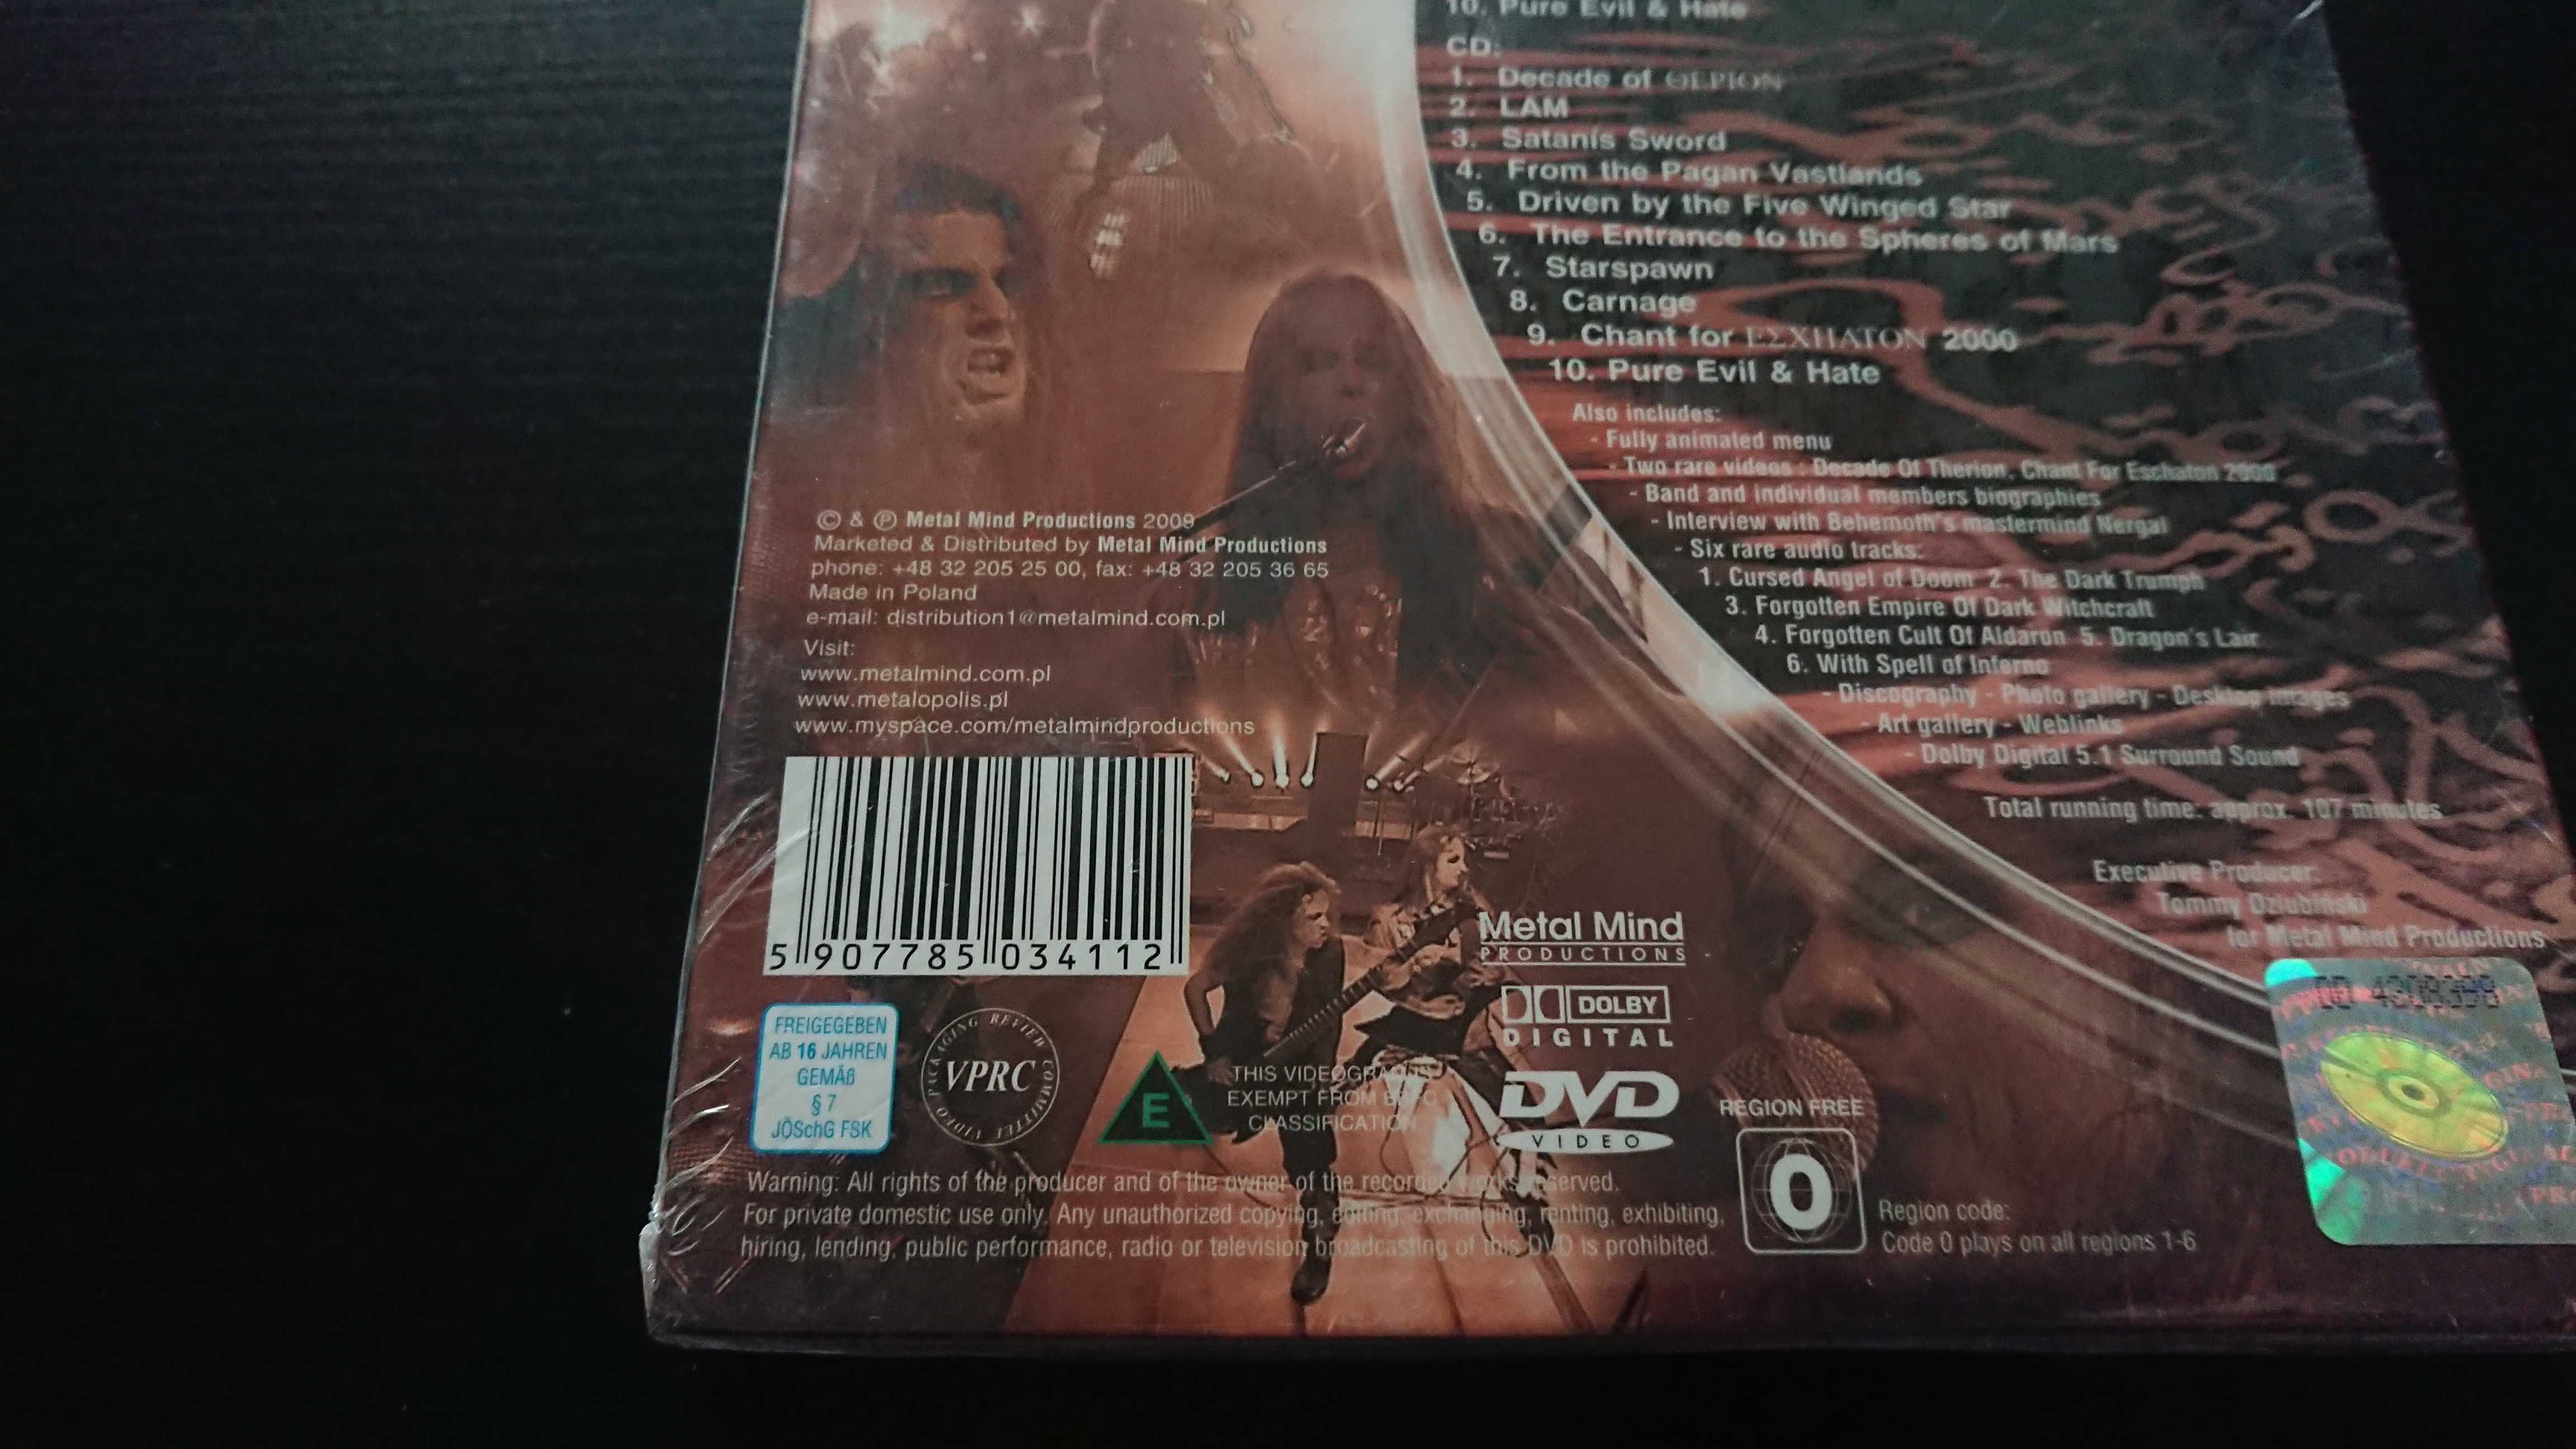 10. Pure Evil & Hate
CD:
1. Decade of ΘΕΡΙΟΝ
2. LAM
3. Satanís Sword
4. From the Pagan Vastlands
5. Driven by the Five Winged Star
6. The Entrance to the Spheres of Mars
7. Starspawn
8. Carnage
9. Chant for ΕΣΧΗΑΤΟΝ 2000
10. Pure Evil & Hate
Also includes:
- Fully animated menu
- Two rare videos : Decade Of Therion, Chant For Eschaton 2000
- Band and individual members biographies
- Interview with Behemoth's mastermind Nergal
- Six rare audio tracks:
1. Cursed Angel of Doom 2. The Dark Trumph
3. Forgotten Empire Of Dark Witchcraft
4. Forgotten Cult Of Aldaron 5. Dragon's Lair
6. With Spell of Inferno
- Discography - Photo gallery - Desktop images
- Art gallery - Weblinks
- Dolby Digital 5.1 Surround Sound
Total running time: approx. 107 minutes
Executive Producer:
Tommy Dziubinski
for Metal Mind Productions
© & ℗ Metal Mind Productions 2009
Marketed & Distributed by Metal Mind Productions
phone: +48 32 205 25 00, fax: +48 32 205 36 65
Made in Poland
e-mail: distribution1@metalmind.com.pl
Visit:
www.metalmind.com.pl
www.metalopolis.pl
www.myspace.com/metalmindproductions
5 907785 034112
FREIGEGEBEN
AB 16 JAHREN
GEMÄß
§ 7
JÖSchG FSK
VIDEO PACKAGING REVIEW COMMITTEE
VPRC
E
THIS VIDEOGRAM IS
EXEMPT FROM BBFC
CLASSIFICATION
Metal Mind
PRODUCTIONS
DOLBY
DIGITAL
DVD
VIDEO
REGION FREE
0
Region code:
Code 0 plays on all regions 1-6
Warning: All rights of the producer and of the owner of the recorded works reserved.
For private domestic use only. Any unauthorized copying, editing, exchanging, renting, exhibiting,
hiring, lending, public performance, radio or television broadcasting of this DVD is prohibited.